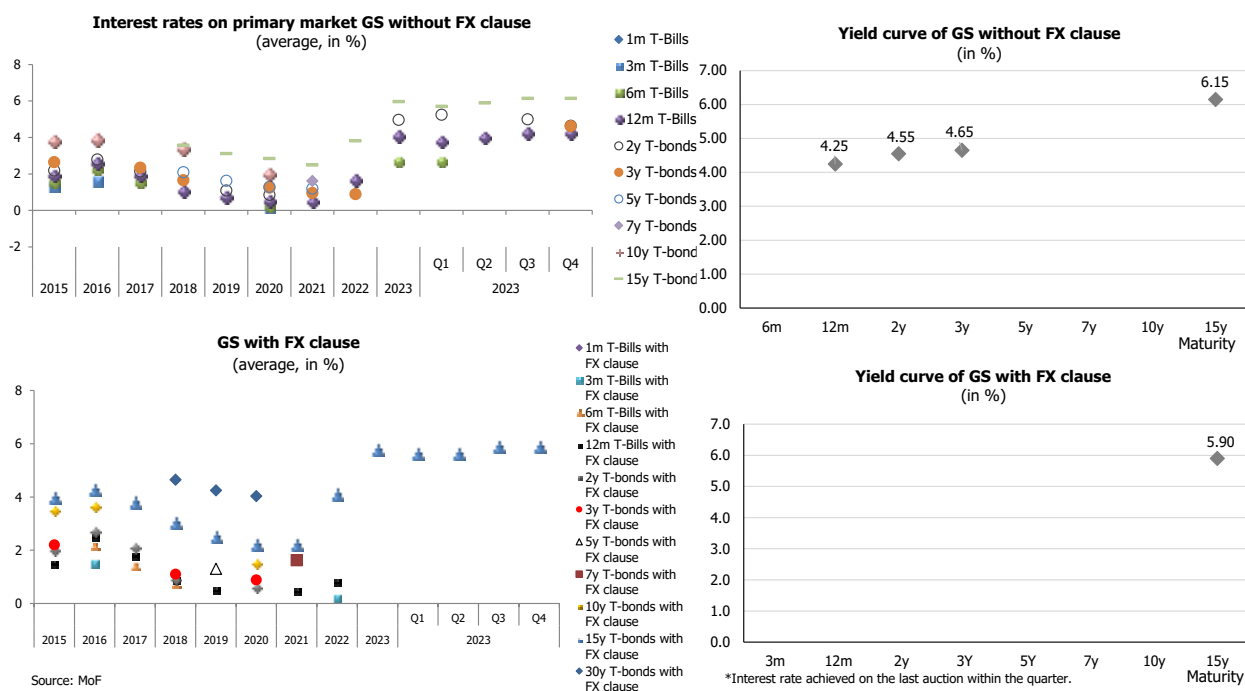 Interest rates on primary market GS without FX clause
(average, in %)
8
6
4
2
0
-2
Q1 Q2 Q3 Q4
2015 2016 2017 2018 2019 2020 2021 2022 2023 2023
1m T-Bills
3m T-Bills
6m T-Bills
12m T-Bills
2y T-bonds
3y T-bonds
5y T-bonds
7y T-bonds
10y T-bond
15y T-bond
Yield curve of GS without FX clause
(in %)
7.00
6.00
5.00
4.00
3.00
2.00
1.00
0.00
4.25
4.55
4.65
6.15
6m 12m 2y 3y 5y 7y 10y 15y
Maturity
GS with FX clause
(average, in %)
8
6
4
2
0
Q1 Q2 Q3 Q4
2015 2016 2017 2018 2019 2020 2021 2022 2023 2023
1m T-Bills with
FX clause
3m T-Bills with
FX clause
6m T-Bills with
FX clause
12m T-Bills with
FX clause
2y T-bonds with
FX clause
3y T-bonds with
FX clause
5y T-bonds with
FX clause
7y T-bonds with
FX clause
10y T-bonds with
FX clause
15y T-bonds with
FX clause
30y T-bonds with
FX clause
Source: MoF
Yield curve of GS with FX clause
(in %)
7.0
6.0
5.0
4.0
3.0
2.0
1.0
0.0
5.90
3m 12m 2y 3Y 5Y 7y 10y 15y
Maturity
*Interest rate achieved on the last auction within the quarter.